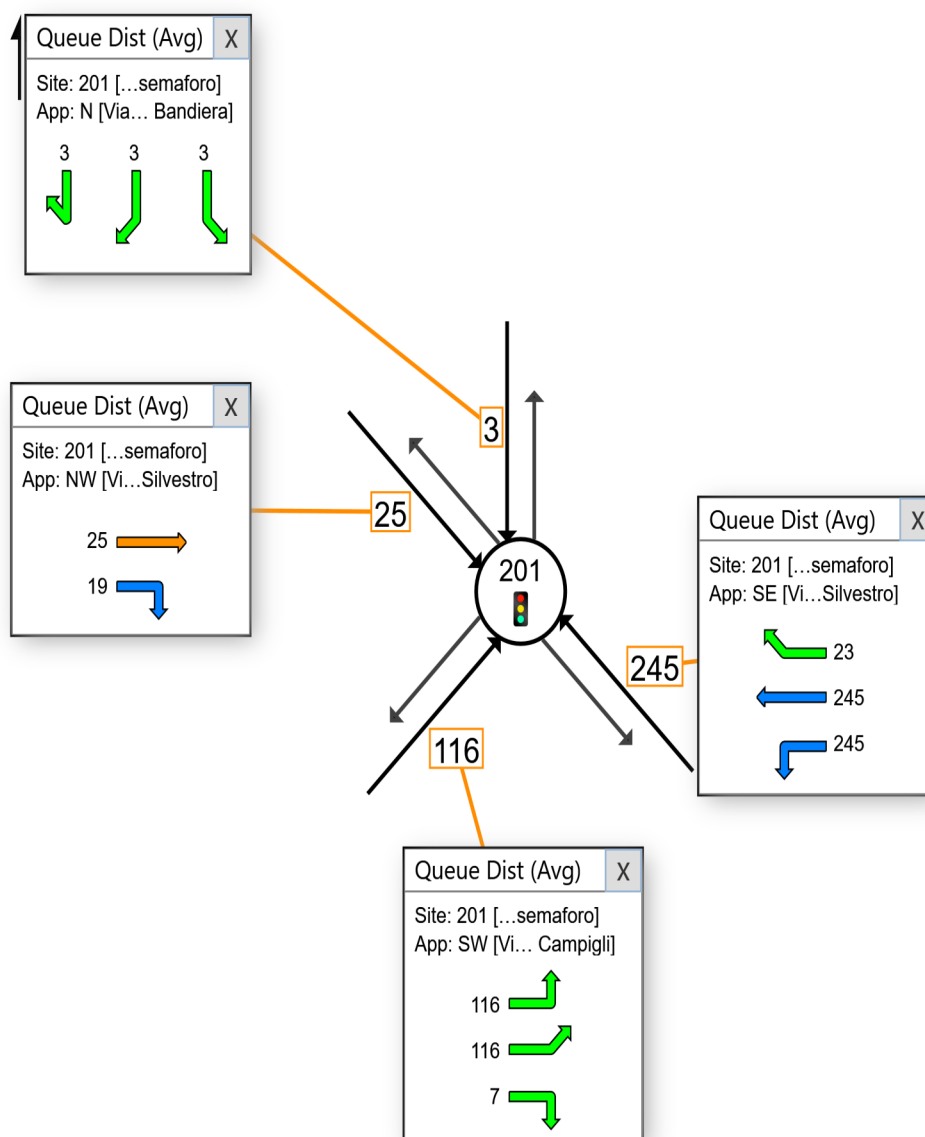 Queue Dist (Avg) X
Site: 201 […semaforo]
App: N [Via… Bandiera]
3 3 3
Queue Dist (Avg) X
Site: 201 […semaforo]
App: NW [Vi…Silvestro]
25
19
3
25
201
245
116
Queue Dist (Avg) X
Site: 201 […semaforo]
App: SE [Vi…Silvestro]
23
245
245
Queue Dist (Avg) X
Site: 201 […semaforo]
App: SW [Vi… Campigli]
116
116
7